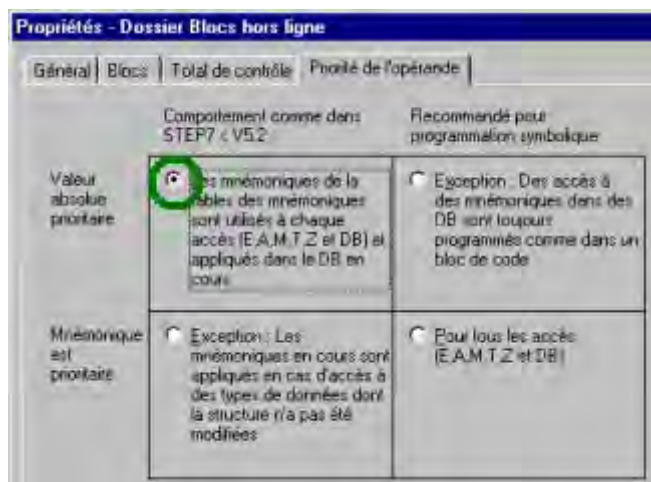 Propriétés - Dossier Blocs hors ligne
Général
Blocs
Total de contrôle
Priorité de l'opérande
Comportement comme dans
STEP7 < V5.2
Recommandé pour
programmation symbolique
Valeur
absolue
prioritaire
Les mnémoniques de la
tables des mnémoniques
sont utilisés à chaque
accès (E,A,M,T,Z et DB) et
appliqués dans le DB en
cours
Exception : Des accès à
des mnémoniques dans des
DB sont toujours
programmés comme dans un
bloc de code
Mnémonique
est
prioritaire
Exception : Les
mnémoniques en cours sont
appliqués en cas d'accès à
des types de données dont
la structure n'a pas été
modifiées
Pour tous les accès
(E,A,M,T,Z et DB)